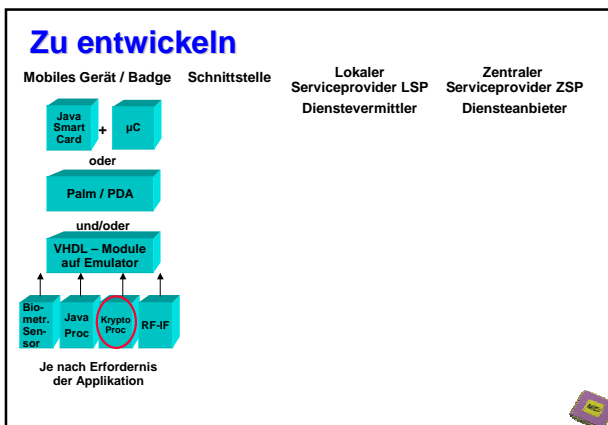 Zu entwickeln
Mobiles Gerät / Badge
Schnittstelle
Lokaler
Serviceprovider LSP
Dienstevermittler
Zentraler
Serviceprovider ZSP
Diensteanbieter
Java
Smart
Card
+
µC
oder
Palm / PDA
und/oder
VHDL – Module
auf Emulator
Bio-
metr.
Sen-
sor
Java
Proc
Krypto
Proc
RF-IF
Je nach Erfordernis
der Applikation